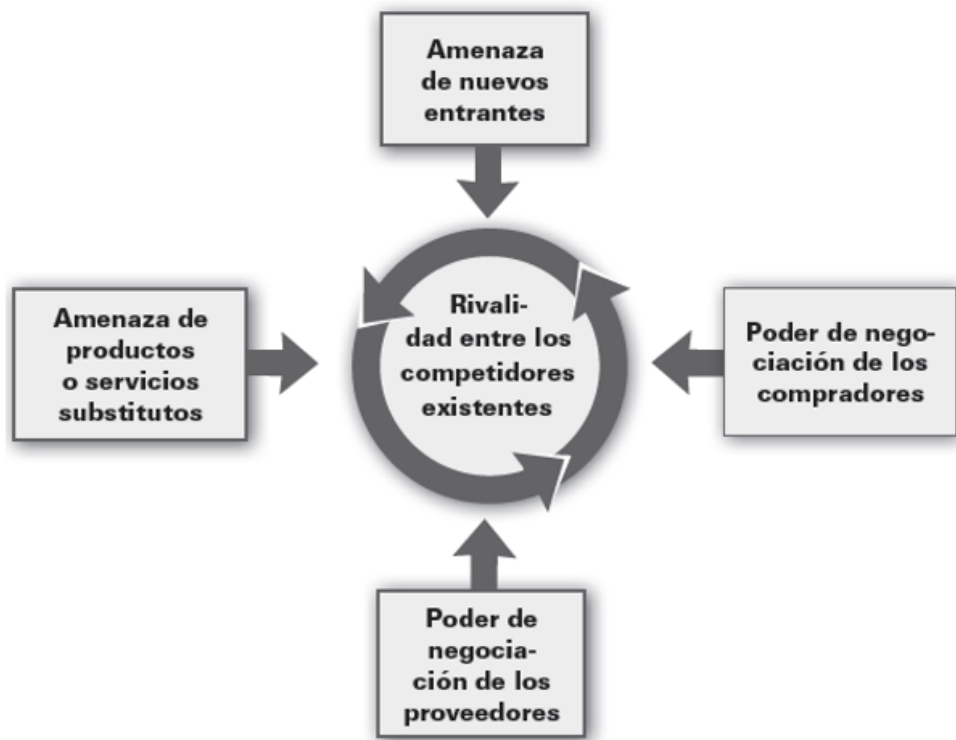 Amenaza
de nuevos
entrantes
Amenaza de
productos
o servicios
substitutos
Rivali-
dad entre los
competidores
existentes
Poder de nego-
ciación de los
compradores
Poder de
negocia-
ción de los
proveedores